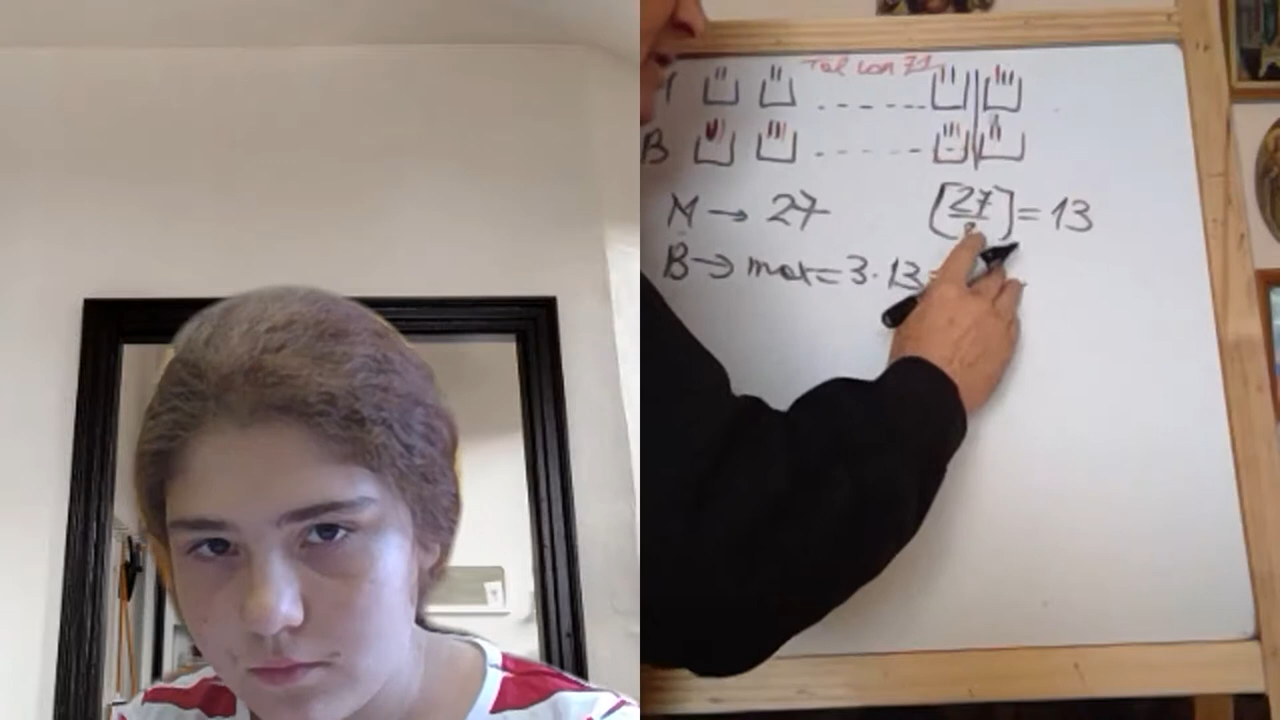 B
M → 27 [27/2] = 13
B → max = 3·13